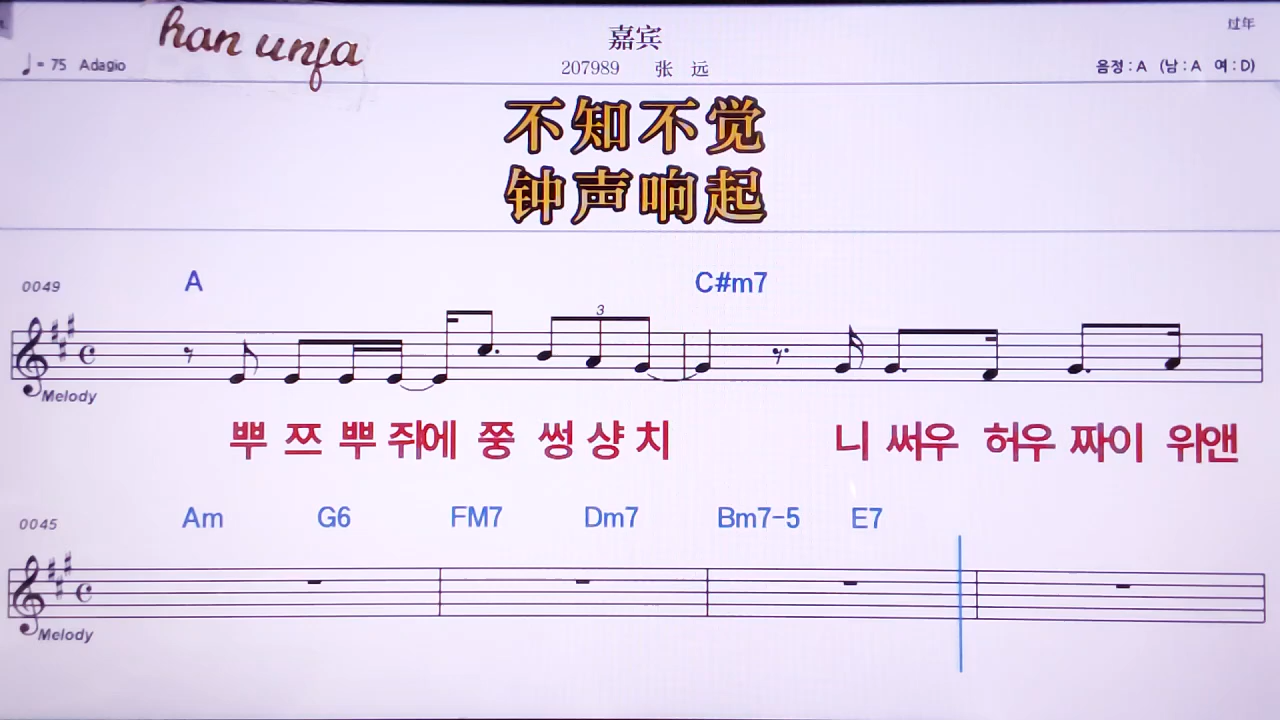 han unja
嘉宾
过年
♩= 75 Adagio
207989 张 远
음정 : A (남 : A 여 : D)
不知不觉
钟声响起
0049 A C#m7
3
Melody
뿌 쯔 뿌 쥐에 쭝 썽 샹 치 니 써우 허우 짜이 위앤
0045 Am G6 FM7 Dm7 Bm7-5 E7
Melody